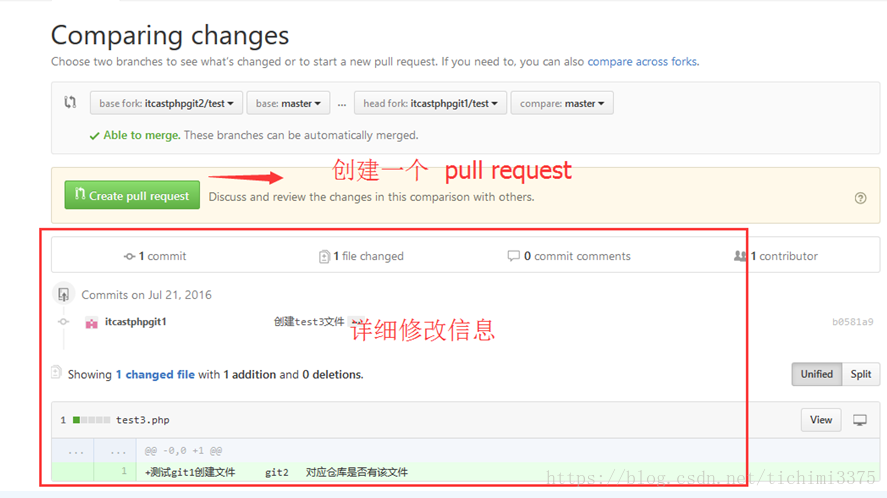 Comparing changes
Choose two branches to see what's changed or to start a new pull request. If you need to, you can also compare across forks.
base fork: itcastphpgit2/test base: master ... head fork: itcastphpgit1/test compare: master
Able to merge. These branches can be automatically merged.
创建一个 pull request
Create pull request Discuss and review the changes in this comparison with others.
1 commit 1 file changed 0 commit comments 1 contributor
Commits on Jul 21, 2016
itcastphpgit1 创建test3文件 b0581a9
详细修改信息
Showing 1 changed file with 1 addition and 0 deletions. Unified Split
1 test3.php View
... ... @@ -0,0 +1 @@
1 +测试git1创建文件 git2 对应仓库是否有该文件
https://blog.csdn.net/tichimi3375